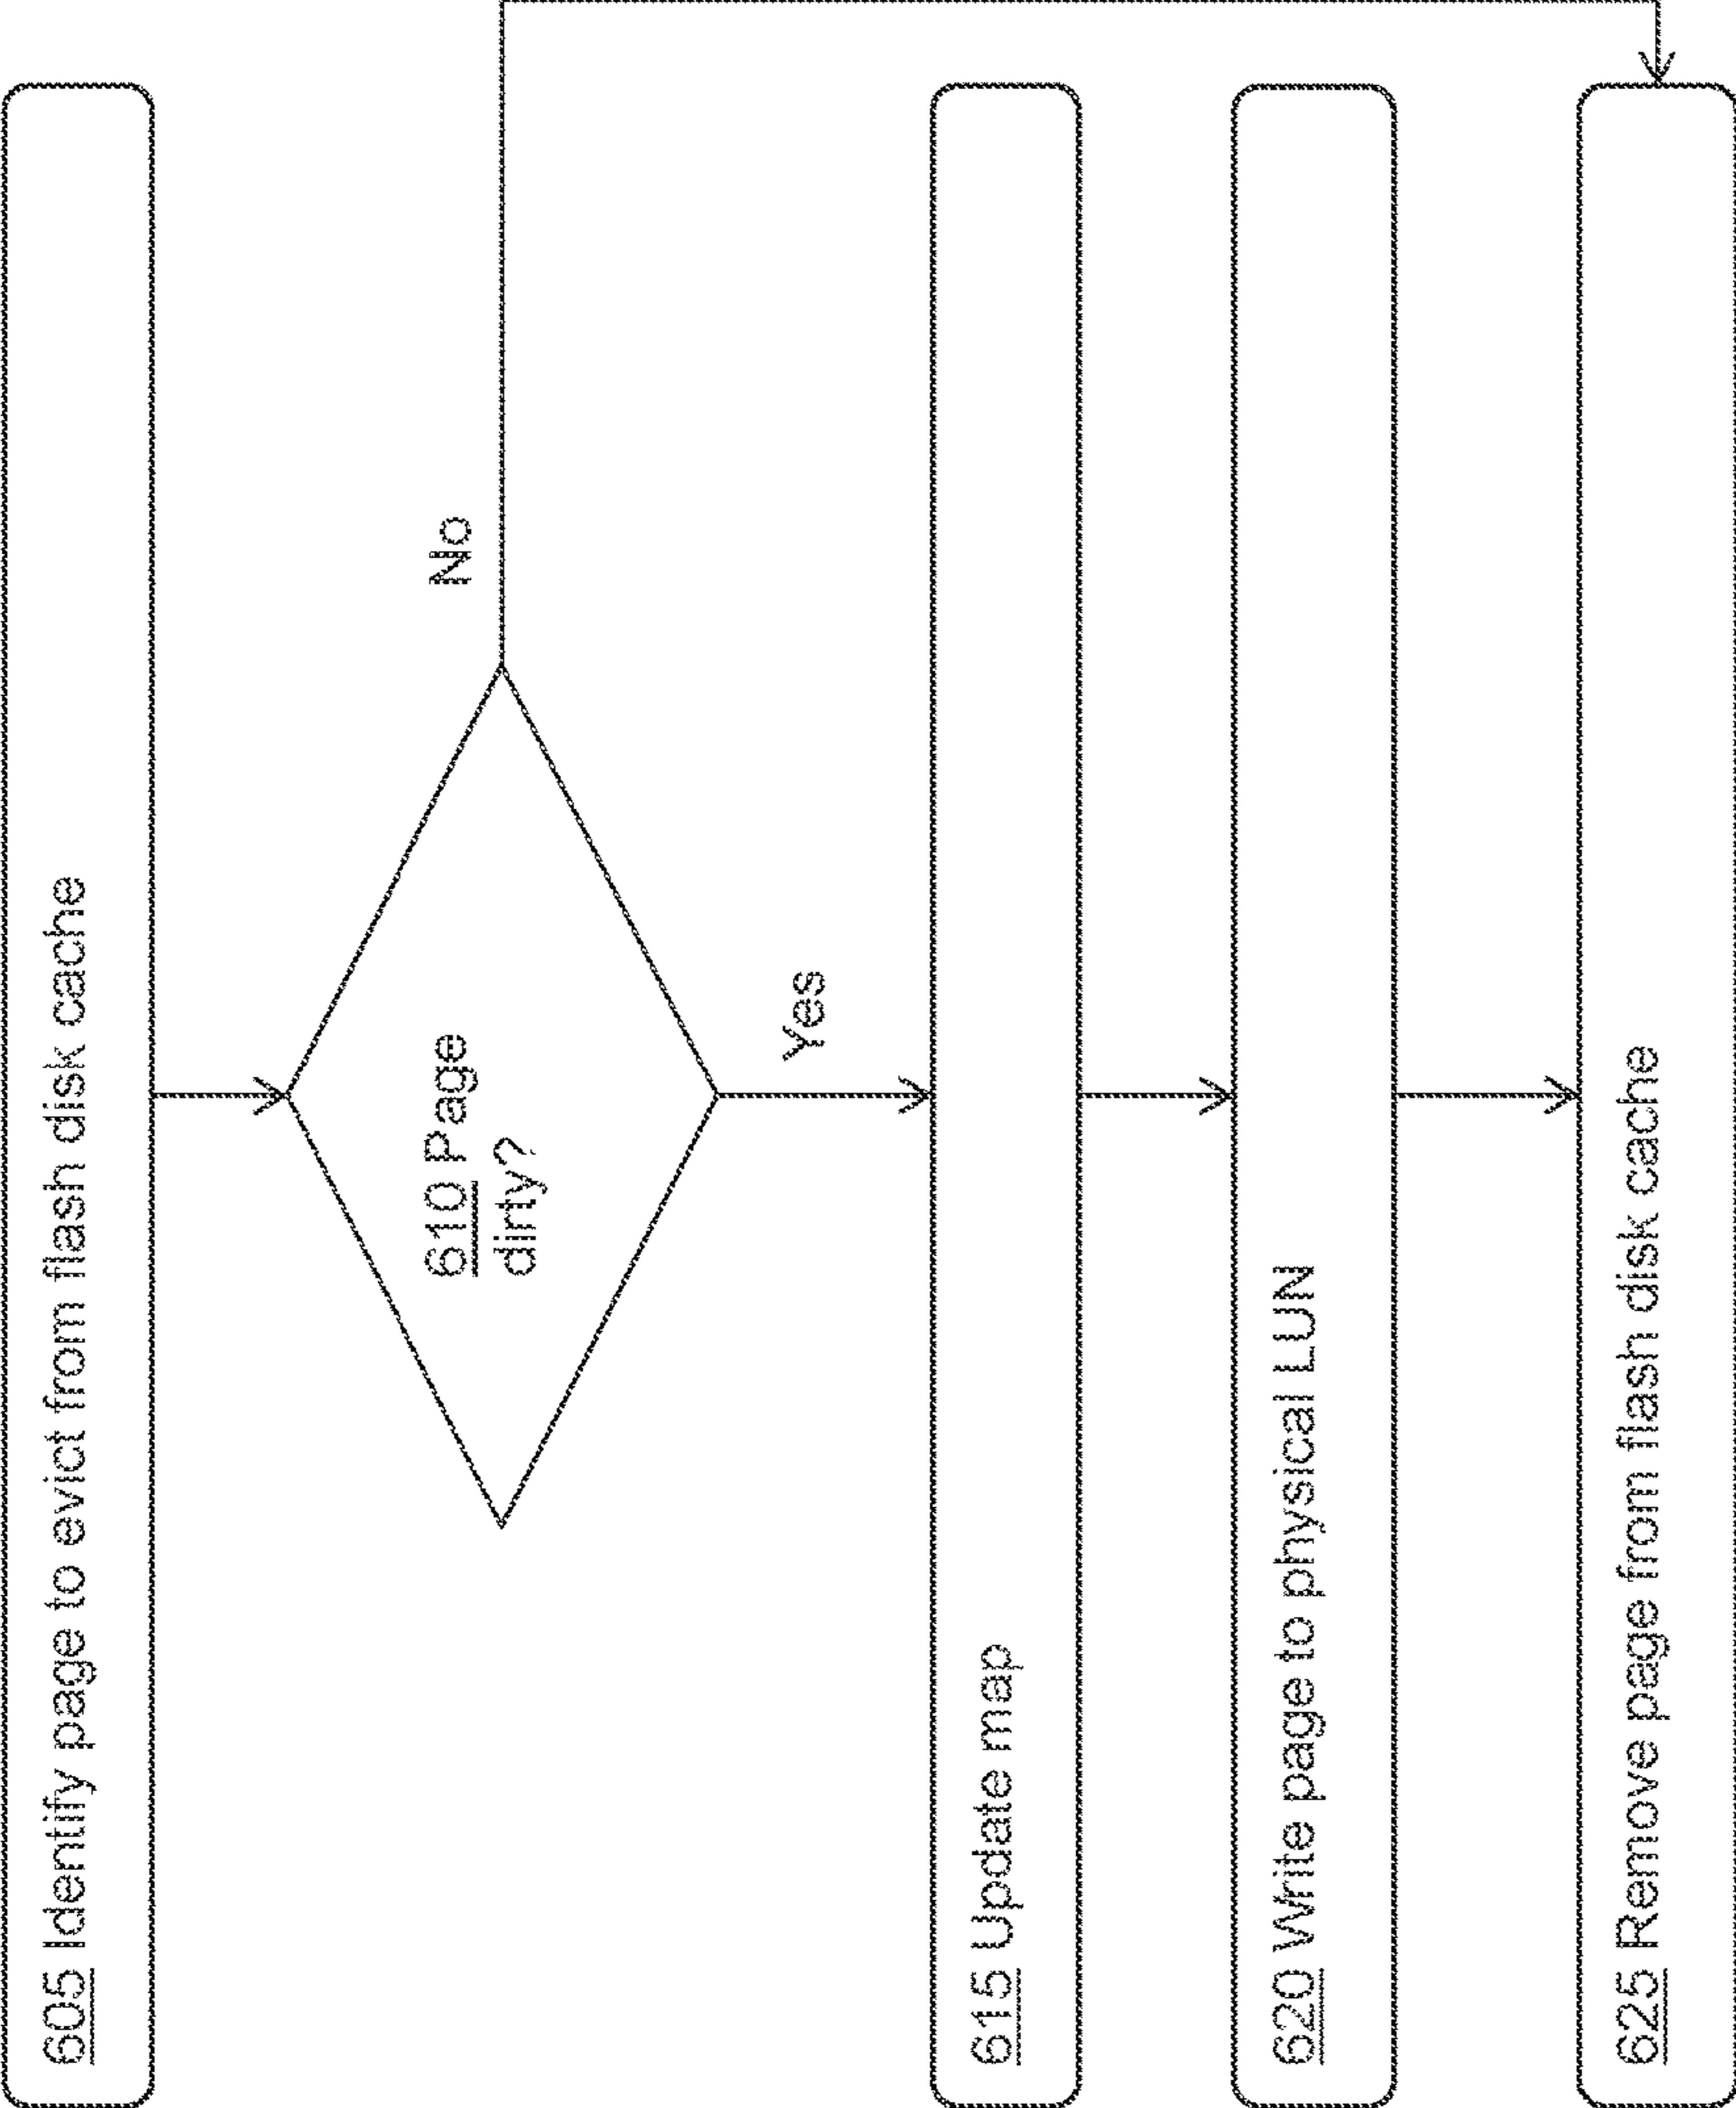 605 Identify page to evict from flash disk cache
610 Page
dirty?
No
Yes
615 Update map
620 Write page to physical LUN
625 Remove page from flash disk cache